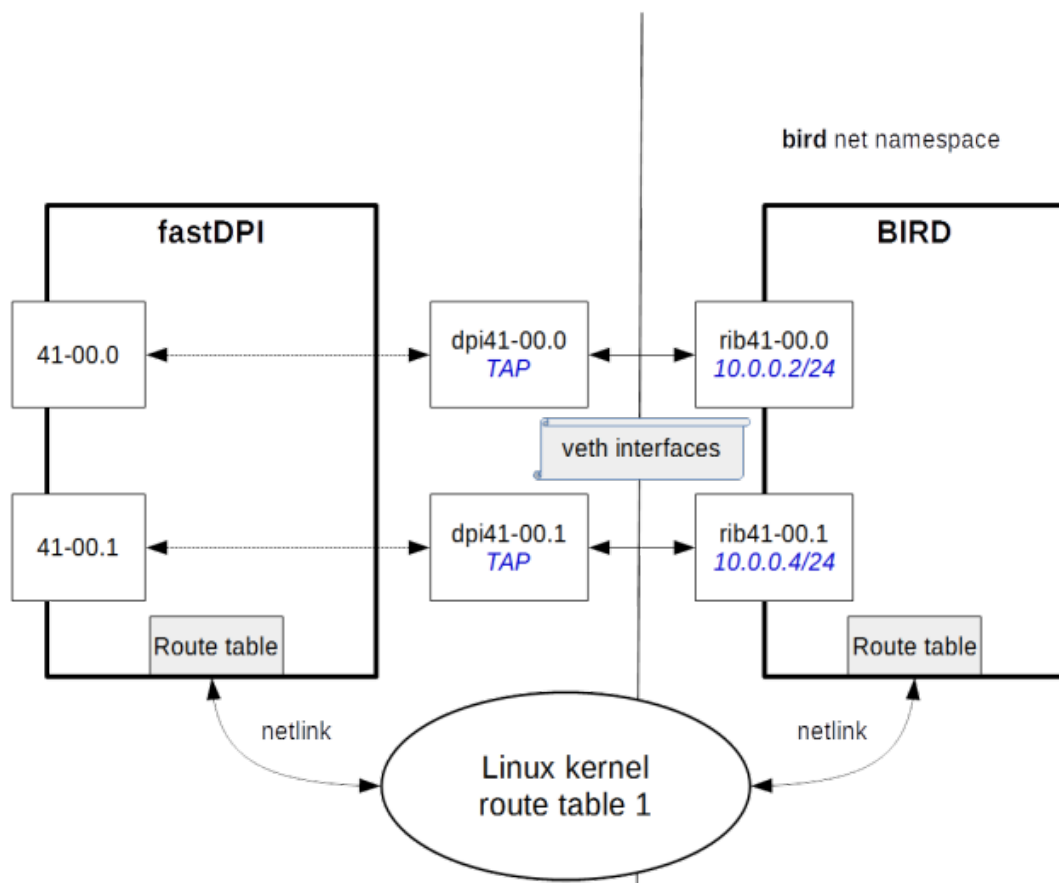 bird net namespace
fastDPI
BIRD
41-00.0
dpi41-00.0
TAP
rib41-00.0
10.0.0.2/24
veth interfaces
41-00.1
dpi41-00.1
TAP
rib41-00.1
10.0.0.4/24
Route table
Route table
netlink
netlink
Linux kernel
route table 1